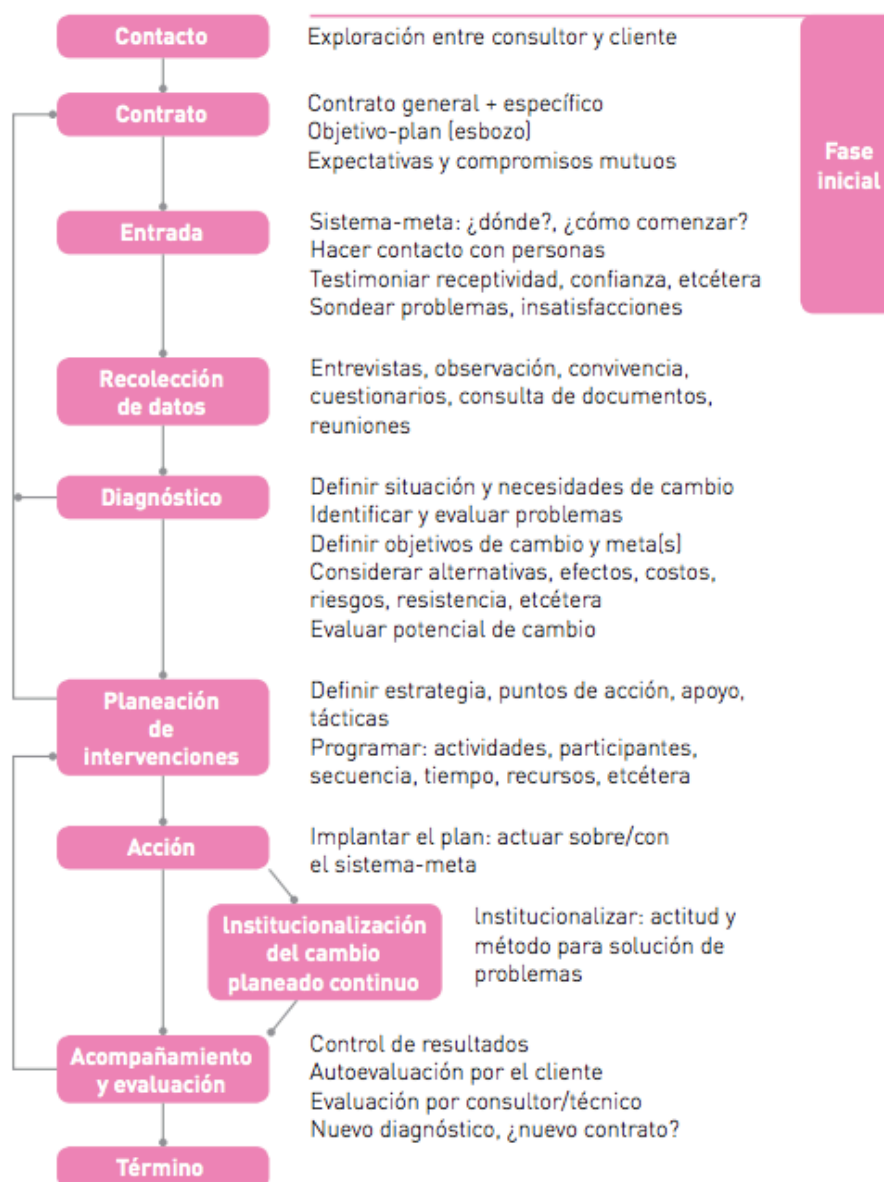 Contacto
Exploración entre consultor y cliente
Contrato
Contrato general + específico
Objetivo-plan (esbozo)
Expectativas y compromisos mutuos
Fase
inicial
Entrada
Sistema-meta: ¿dónde?, ¿cómo comenzar?
Hacer contacto con personas
Testimoniar receptividad, confianza, etcétera
Sondear problemas, insatisfacciones
Recolección
de datos
Entrevistas, observación, convivencia,
cuestionarios, consulta de documentos,
reuniones
Diagnóstico
Definir situación y necesidades de cambio
Identificar y evaluar problemas
Definir objetivos de cambio y meta(s)
Considerar alternativas, efectos, costos,
riesgos, resistencia, etcétera
Evaluar potencial de cambio
Planeación
de
intervenciones
Definir estrategia, puntos de acción, apoyo,
tácticas
Programar: actividades, participantes,
secuencia, tiempo, recursos, etcétera
Acción
Implantar el plan: actuar sobre/con
el sistema-meta
Institucionalización
del cambio
planeado continuo
Institucionalizar: actitud y
método para solución de
problemas
Acompañamiento
y evaluación
Control de resultados
Autoevaluación por el cliente
Evaluación por consultor/técnico
Nuevo diagnóstico, ¿nuevo contrato?
Término